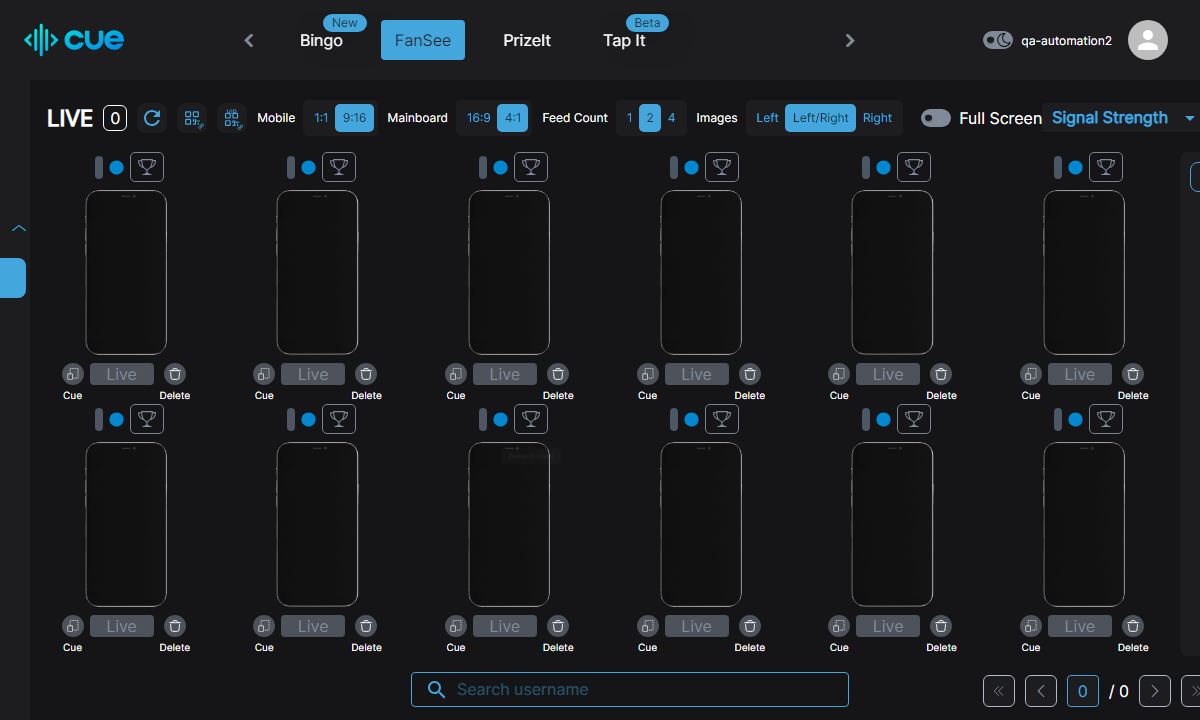 cue
New
Beta
Bingo FanSee PrizeIt Tap It
qa-automation2
LIVE 0 Mobile 1:1 9:16 Mainboard 16:9 4:1 Feed Count 1 2 4 Images Left Left/Right Right Full Screen Signal Strength
Live Live Live Live Live Live
Cue Delete Cue Delete Cue Delete Cue Delete Cue Delete Cue Delete
Live Live Live Live Live Live
Cue Delete Cue Delete Cue Delete Cue Delete Cue Delete Cue Delete
Search username
0 / 0